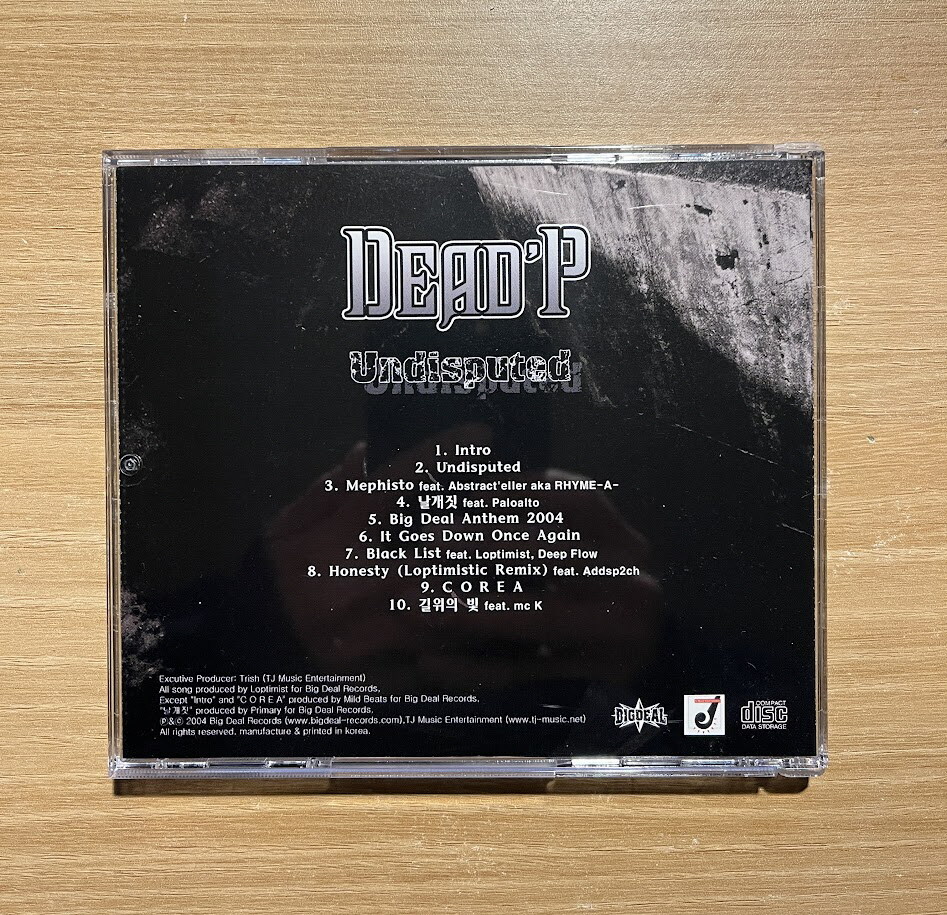 DEAD'P
Undisputed
1. Intro
2. Undisputed
3. Mephisto feat. Abstract'eller aka RHYME-A-
4. 날개짓 feat. Paloalto
5. Big Deal Anthem 2004
6. It Goes Down Once Again
7. Black List feat. Loptimist, Deep Flow
8. Honesty (Loptimistic Remix) feat. Addsp2ch
9. C O R E A
10. 길위의 빛 feat. mc K
Excutive Producer: Trish (TJ Music Entertainment)
All song produced by Loptimist for Big Deal Records,
Except "Intro" and "C O R E A" produced by Mild Beats for Big Deal Records.
"날개짓" produced by Primary for Big Deal Records.
Ⓟ&© 2004 Big Deal Records (www.bigdeal-records.com),TJ Music Entertainment (www.tj-music.net)
All rights reserved. manufacture & printed in korea.
BIGDEAL
COMPACT
disc
DATA STORAGE